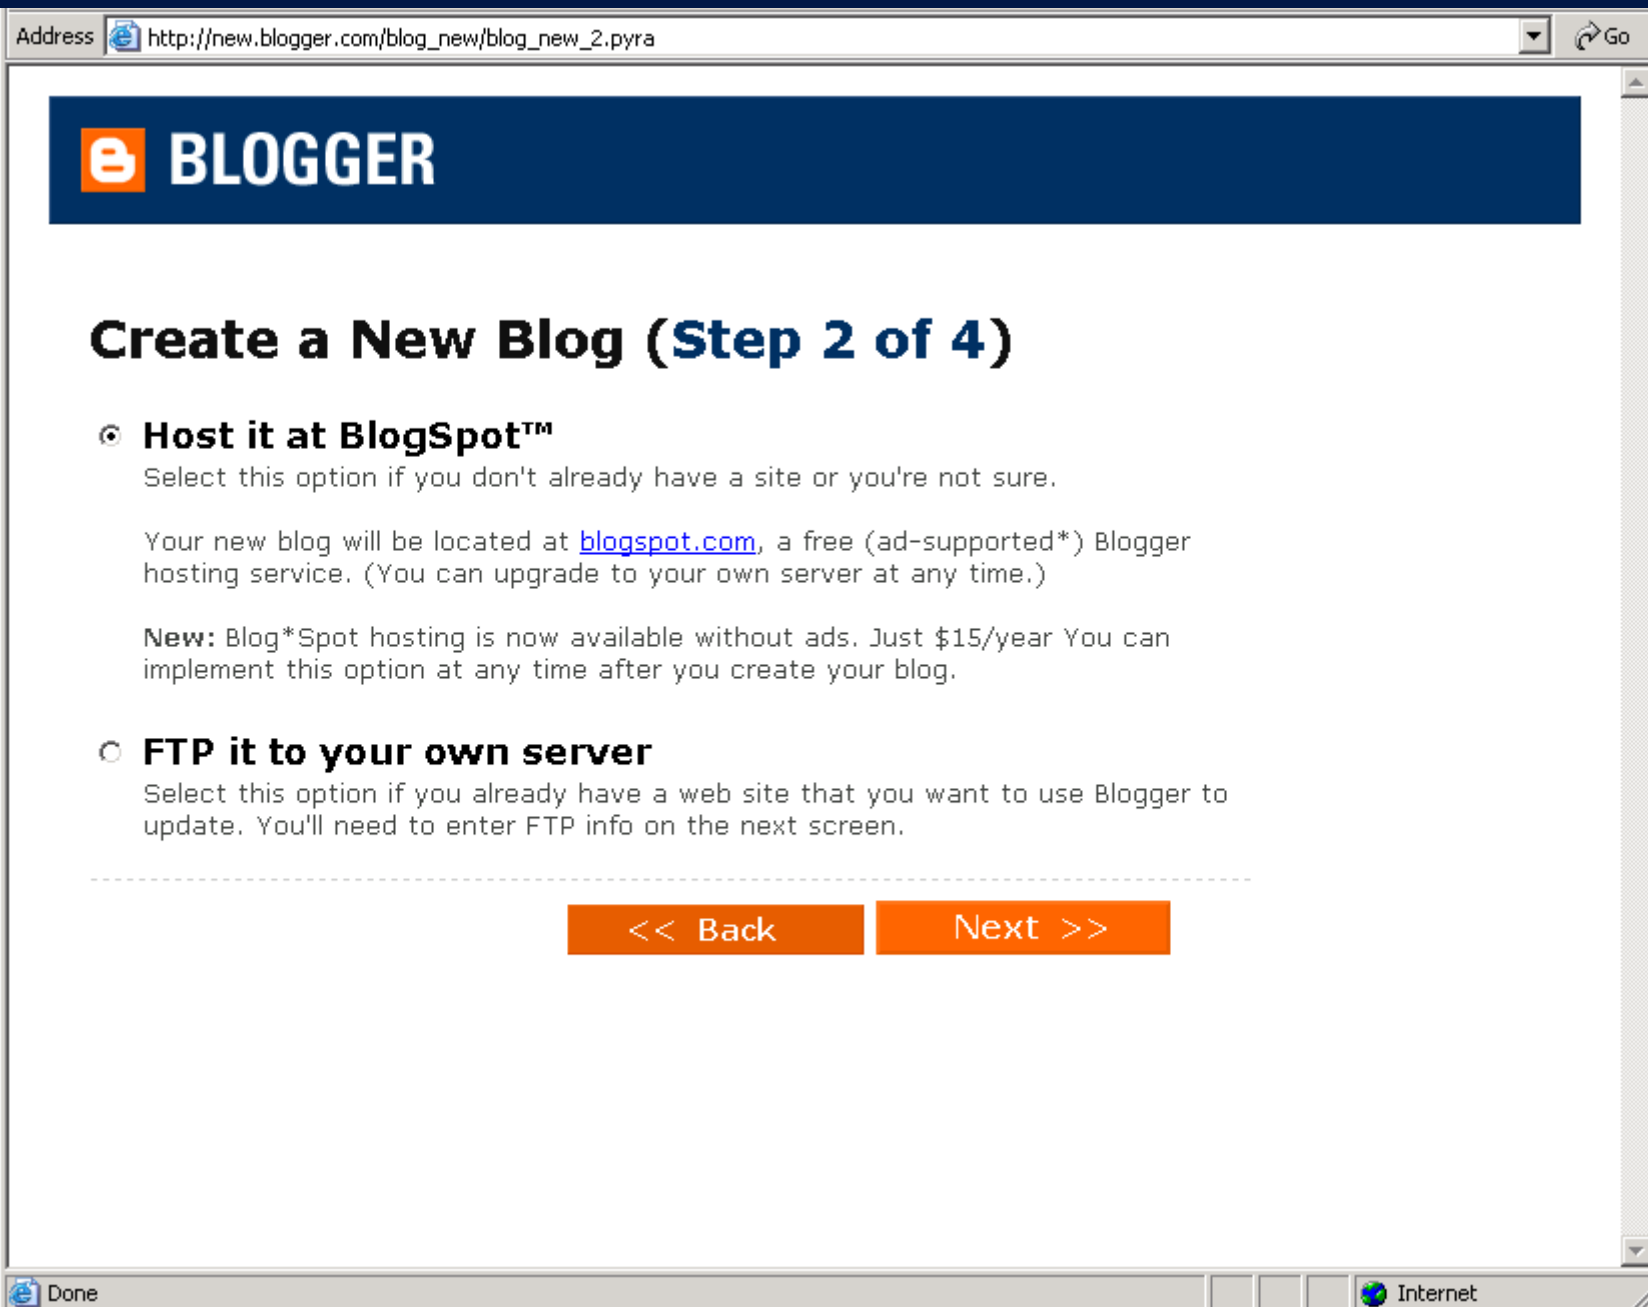 Address http://new.blogger.com/blog_new/blog_new_2.pyra Go
BLOGGER
Create a New Blog (Step 2 of 4)
Host it at BlogSpot™
Select this option if you don't already have a site or you're not sure.
Your new blog will be located at blogspot.com, a free (ad-supported*) Blogger
hosting service. (You can upgrade to your own server at any time.)
New: Blog*Spot hosting is now available without ads. Just $15/year You can
implement this option at any time after you create your blog.
FTP it to your own server
Select this option if you already have a web site that you want to use Blogger to
update. You'll need to enter FTP info on the next screen.
<< Back Next >>
Done Internet